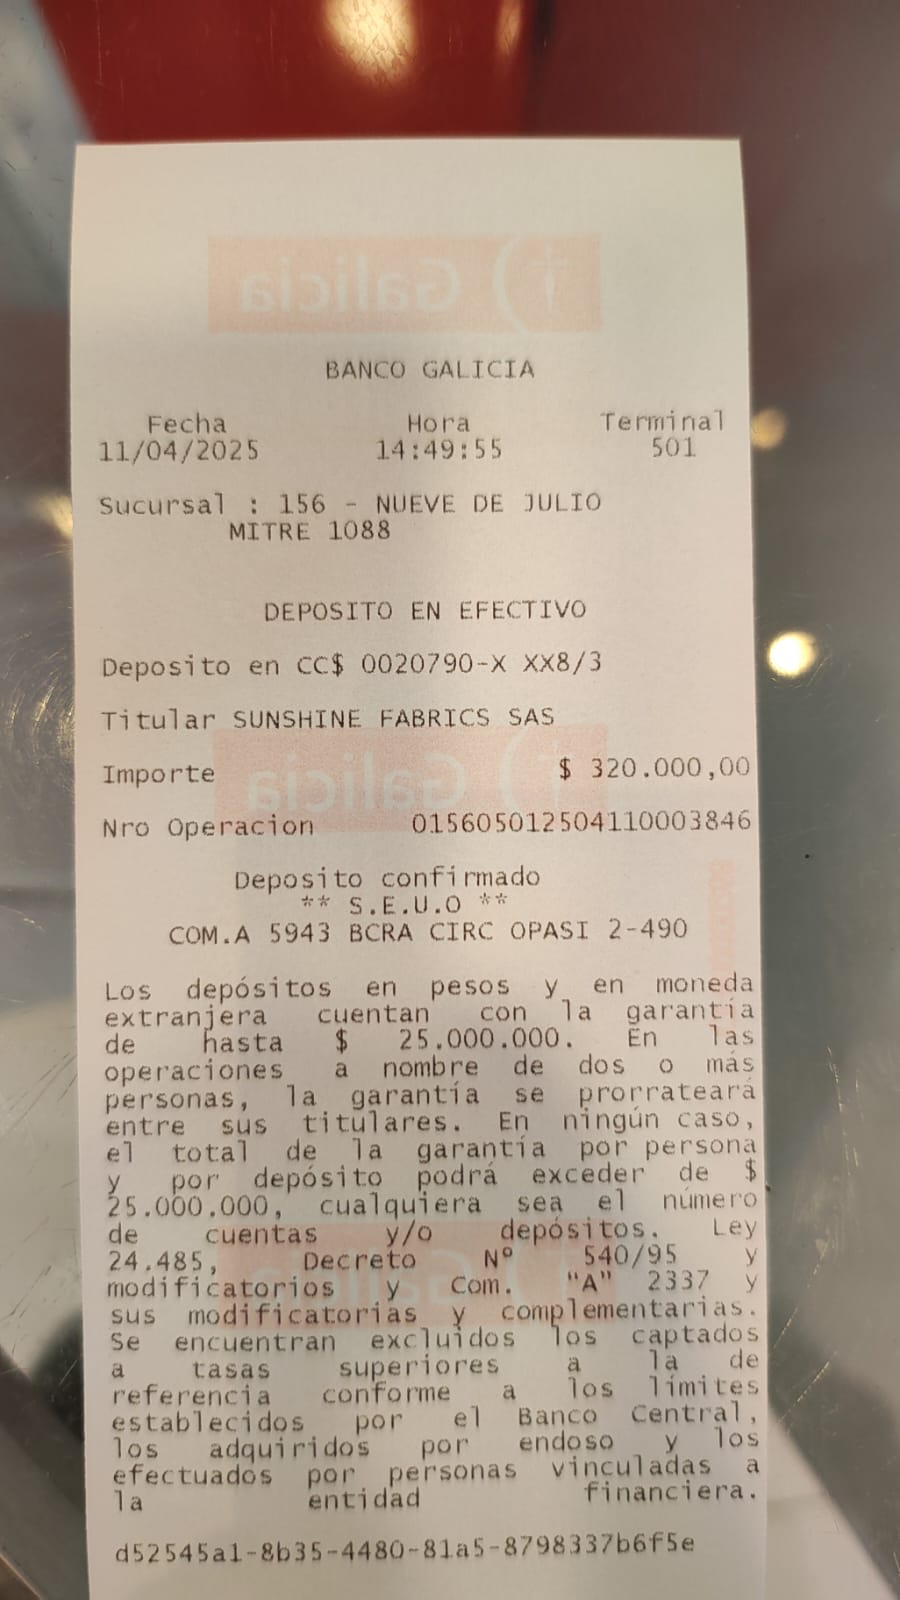 Galicia
BANCO GALICIA
Fecha Hora Terminal
11/04/2025 14:49:55 501
Sucursal : 156 - NUEVE DE JULIO
MITRE 1088
DEPOSITO EN EFECTIVO
Deposito en CC$ 0020790-X XX8/3
Titular SUNSHINE FABRICS SAS
Galicia
Importe $ 320.000,00
Nro Operacion 015605012504110003846
Deposito confirmado
** S.E.U.O **
COM.A 5943 BCRA CIRC OPASI 2-490
Los depósitos en pesos y en moneda
extranjera cuentan con la garantía
de hasta $ 25.000.000. En las
operaciones a nombre de dos o más
personas, la garantía se prorrateará
entre sus titulares. En ningún caso,
el total de la garantía por persona
y por depósito podrá exceder de $
25.000.000, cualquiera sea el número
de cuentas y/o depósitos. Ley
24.485, Decreto Nº 540/95 y
modificatorios y Com. "A" 2337 y
sus modificatorias y complementarias.
Se encuentran excluidos los captados
a tasas superiores a la de
referencia conforme a los límites
establecidos por el Banco Central,
los adquiridos por endoso y los
efectuados por personas vinculadas a
la entidad financiera.
d52545a1-8b35-4480-81a5-8798337b6f5e